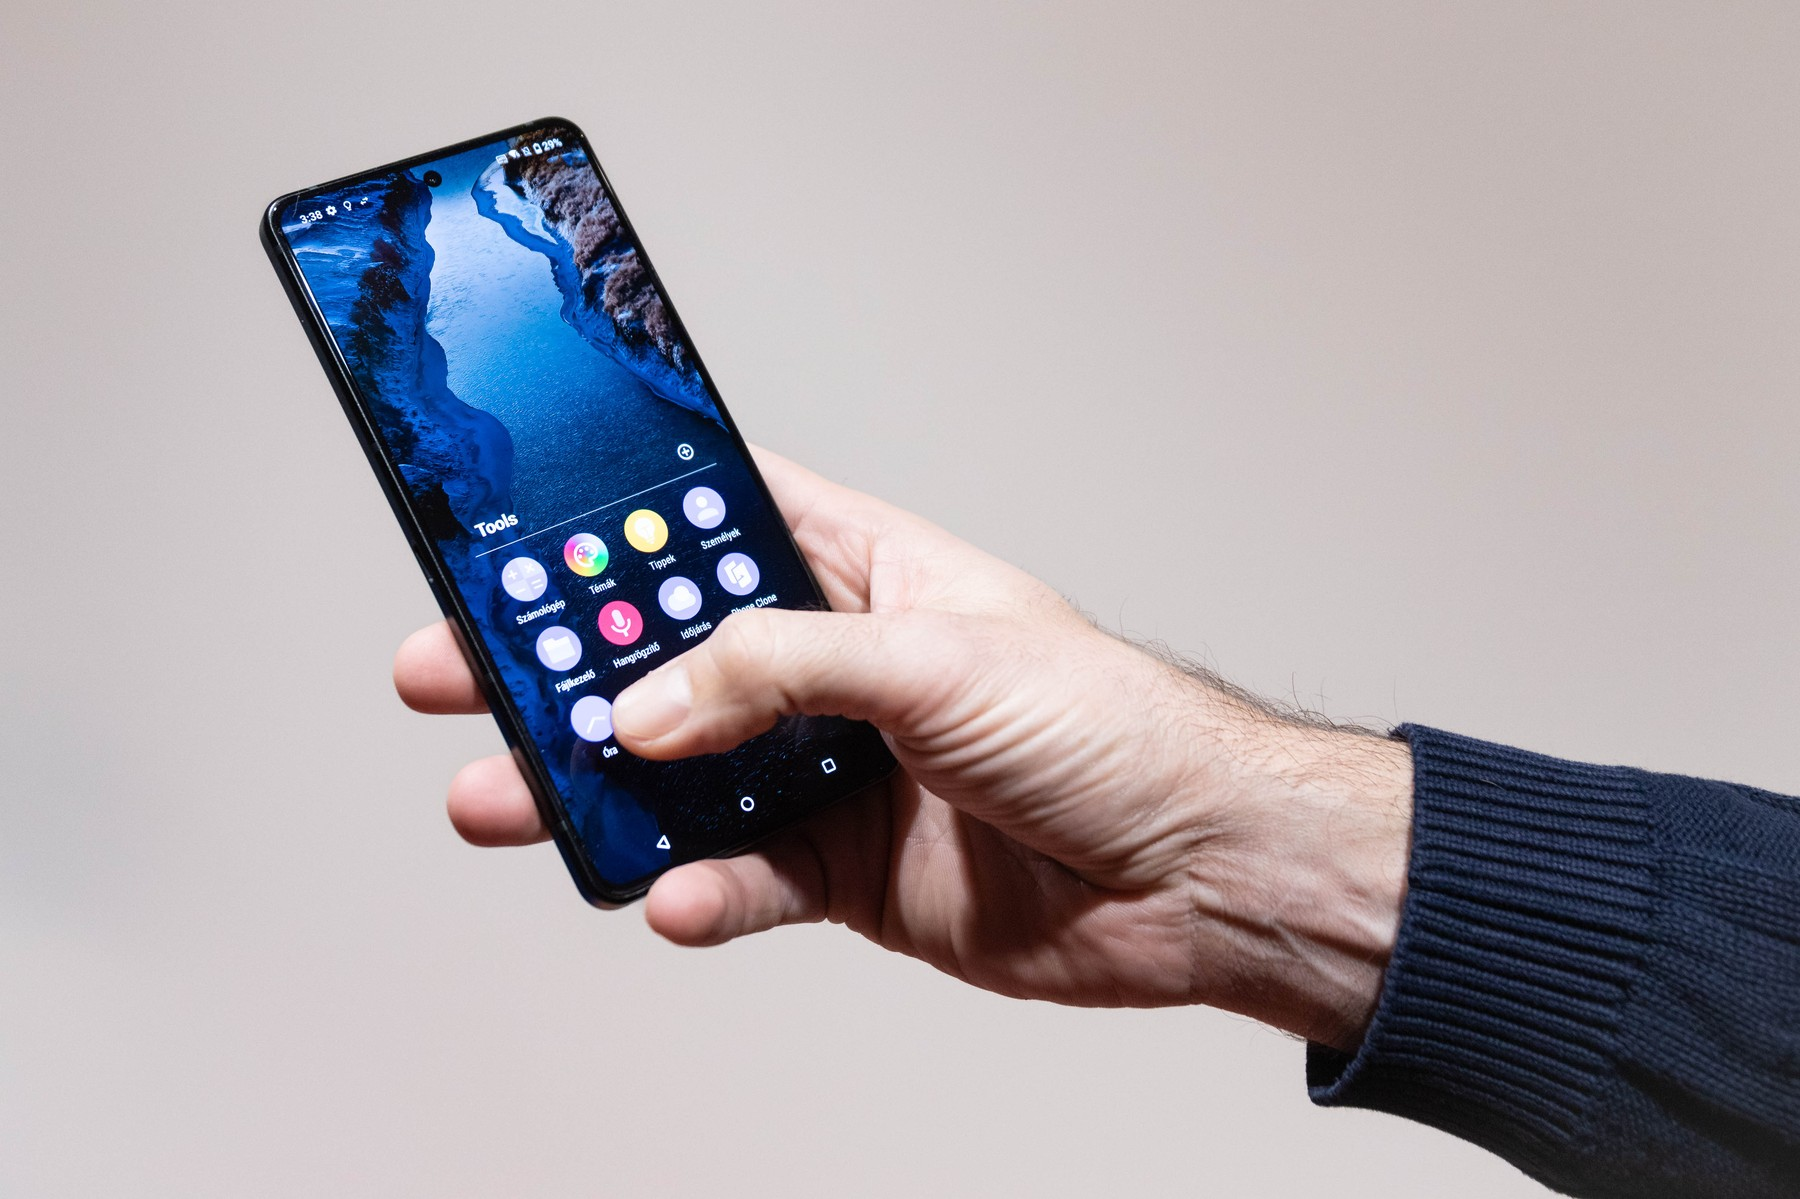 3:38
29%
Tools
Számológép
Témák
Tippek
Személyek
Fájlkezelő
Hangrögzítő
Időjárás
Phone Clone
Óra